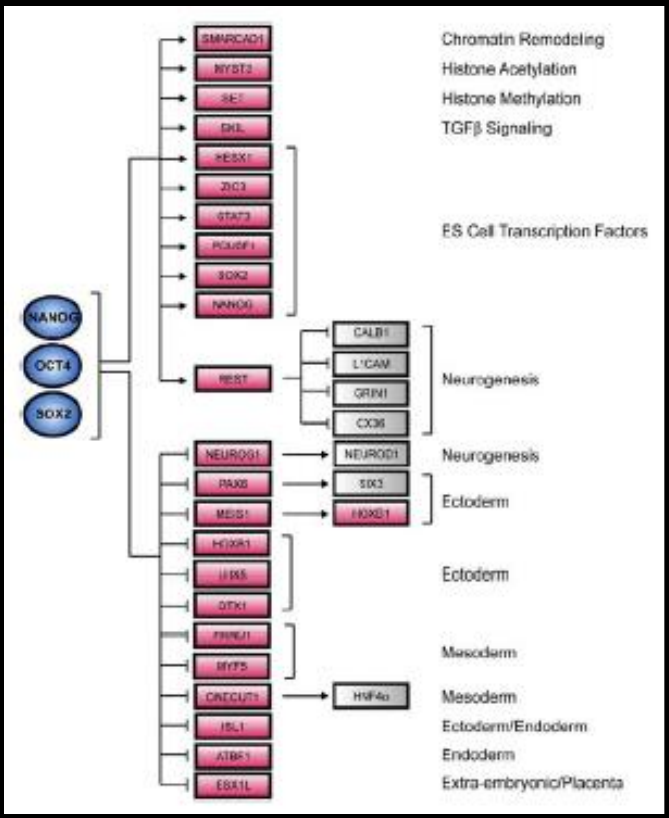 SMARCAD1 Chromatin Remodeling
MYST3 Histone Acetylation
SET Histone Methylation
SKIL TGFβ Signaling
HESX1
ZIC3
STAT3
ES Cell Transcription Factors
POU5F1
SOX2
NANOG
NANOG
OCT4
SOX2
REST
CALB1
L1CAM
GRIN1
CX36
Neurogenesis
NEUROG1 NEUROD1 Neurogenesis
PAX6 SIX3
MEIS1 HOXB1
Ectoderm
HOXB1
LHX5
OTX1
Ectoderm
MYF5
Mesoderm
ONECUT1 HNF4α Mesoderm
ISL1 Ectoderm/Endoderm
ATBF1 Endoderm
ESX1L Extra-embryonic/Placenta